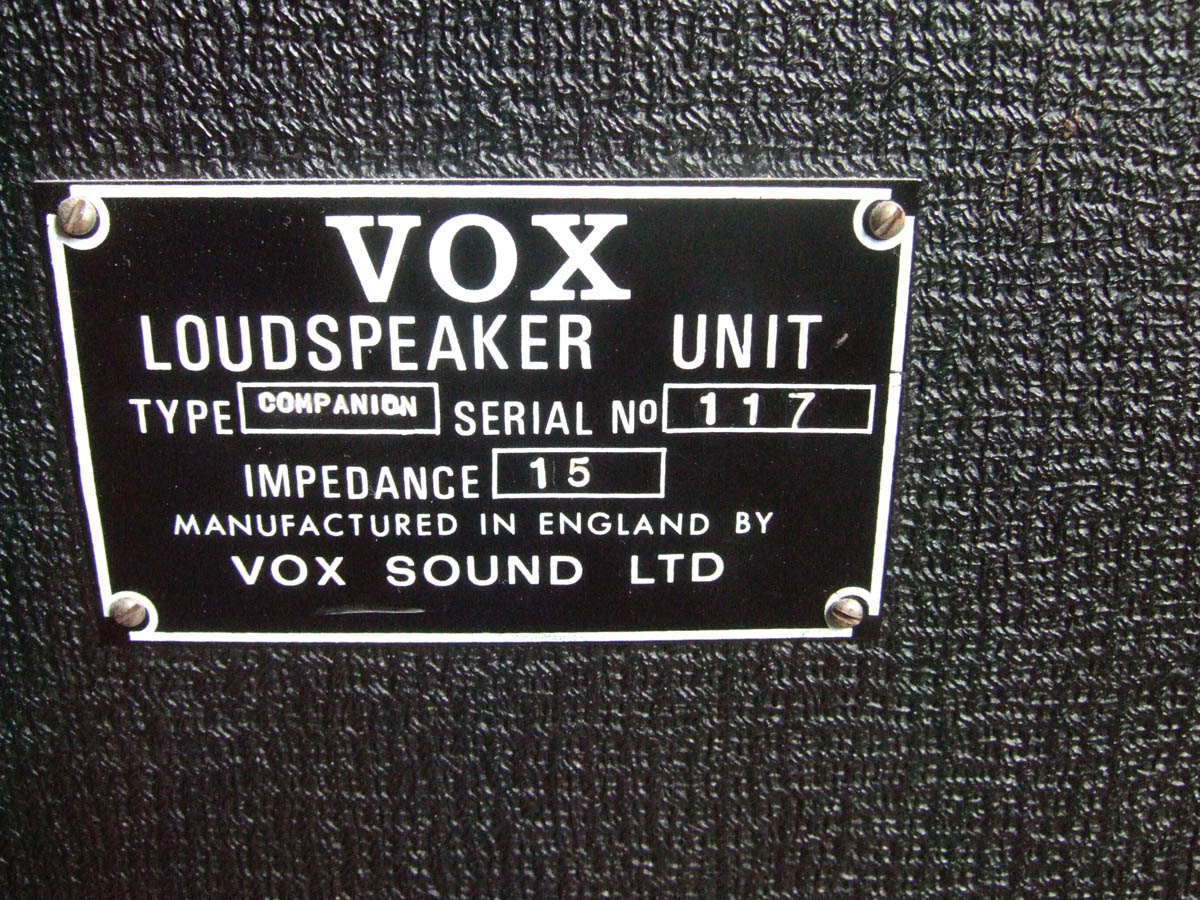 VOX
LOUDSPEAKER UNIT
TYPE COMPANION SERIAL NO 117
IMPEDANCE 15
MANUFACTURED IN ENGLAND BY
VOX SOUND LTD